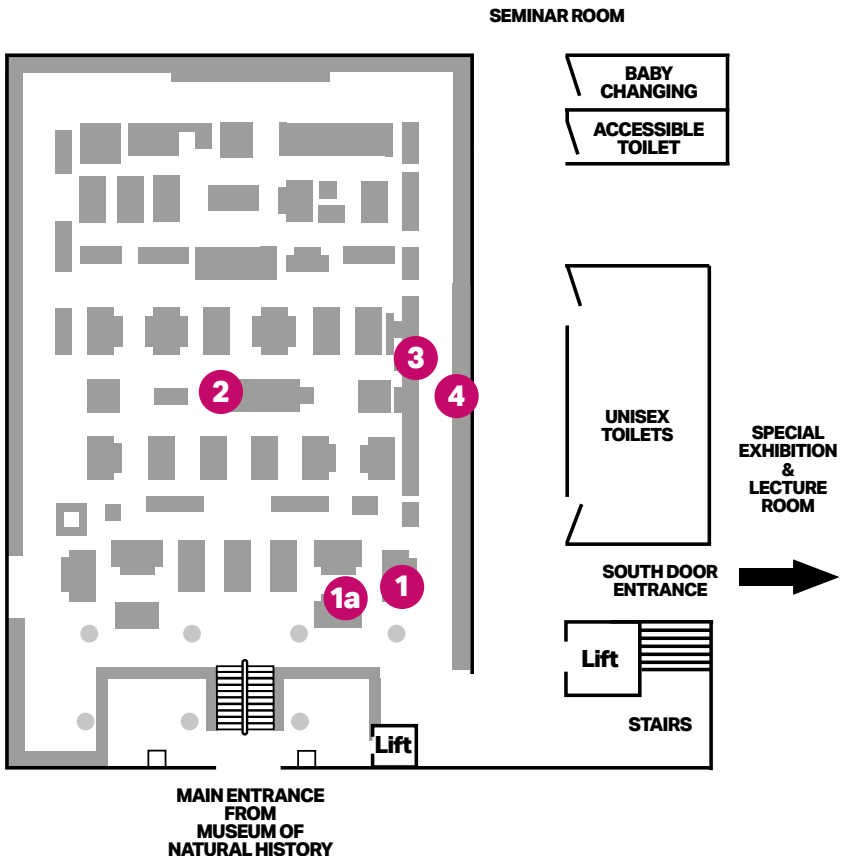 SEMINAR ROOM
BABY
CHANGING
ACCESSIBLE
TOILET
3
2
4
UNISEX
TOILETS
SPECIAL
EXHIBITION
&
LECTURE
ROOM
SOUTH DOOR
ENTRANCE
1
1a
Lift
STAIRS
Lift
MAIN ENTRANCE
FROM
MUSEUM OF
NATURAL HISTORY